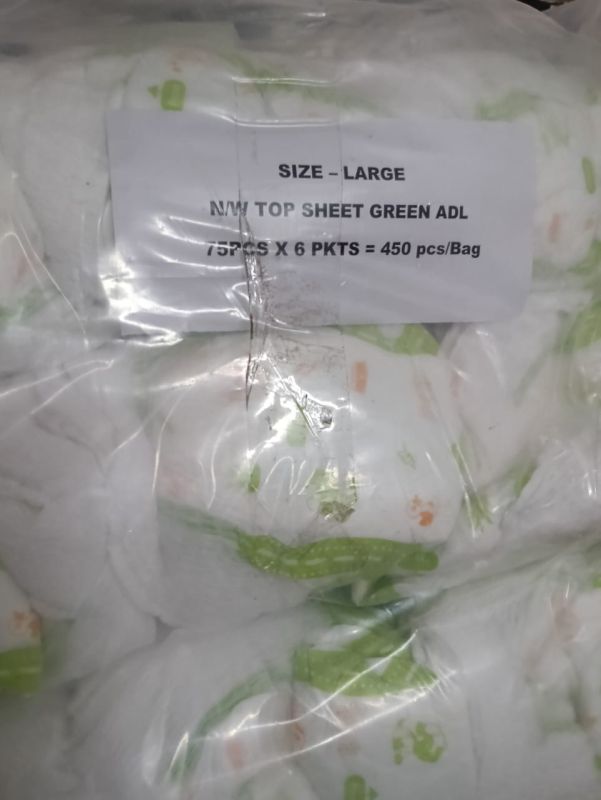 SIZE – LARGE
N/W TOP SHEET GREEN ADL
75PCS X 6 PKTS = 450 pcs/Bag